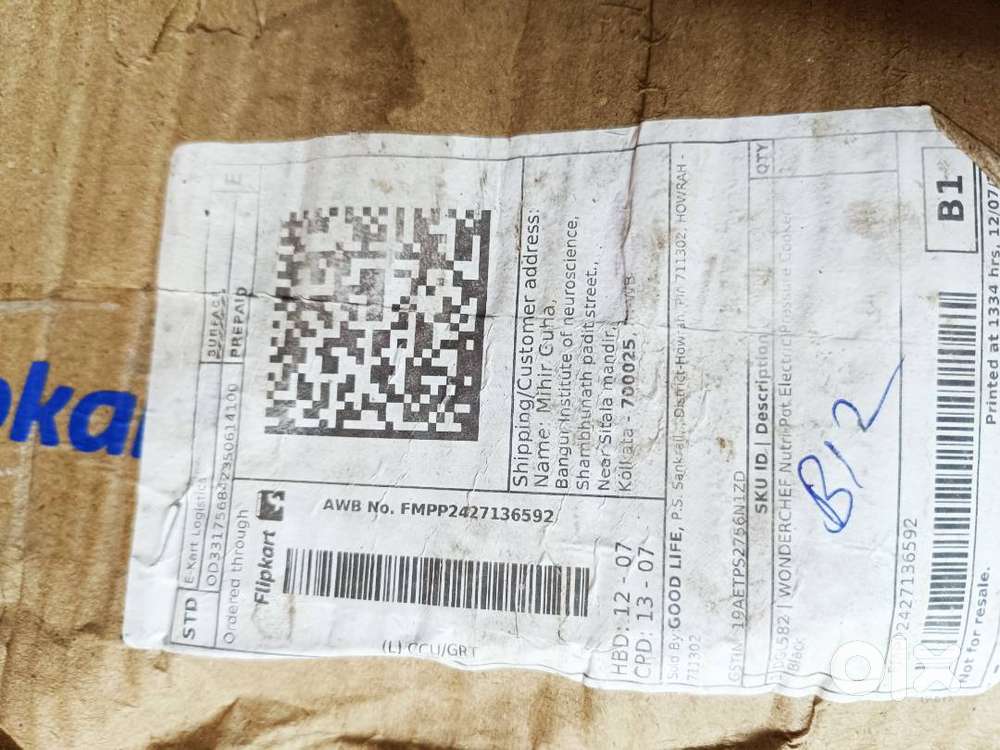 pkar
STD
E-Kart Logistics
SURFACE
E
Ordered through
PREPAID
Flipkart
AWB No. FMPP2427136592
(L) CCU/GRT
Shipping/Customer address:
Name: Mihir Guha,
Bangur institute of neuroscience,
Shambhunath padit street.,
Near Sitala mandir,
Kolkata - 700025,
HBD: 12 - 07
CPD: 13 - 07
Sold By GOOD LIFE, P.S. Sankrail, District-Howrah, Pin 711302, HOWRAH -
711302
GSTIN 19AETPS2756N1ZD
SKU ID | Description
QTY
WONDERCHEF Nutri-Pot Electric Pressure Cooker
Black
B/12
2427136592
B1
Not for resale.
Printed at 1334 hrs, 12/07/
olx